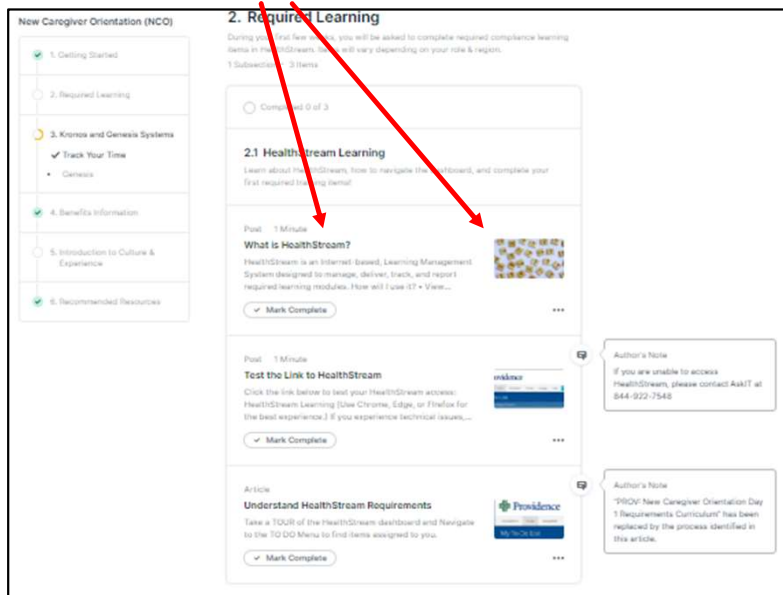 New Caregiver Orientation (NCO)
1. Getting Started
2. Required Learning
3. Kronos and Genesis Systems
Track Your Time
Genesis
4. Benefits Information
5. Introduction to Culture &
Experience
6. Recommended Resources
2. Required Learning
During your first few weeks, you will be asked to complete required compliance learning
items in HealthStream. Items will vary depending on your role & region.
1 Subsection 3 Items
Completed 0 of 3
2.1 HealthStream Learning
Learn about HealthStream, how to navigate the dashboard, and complete your
first required training items!
Post 1 Minute
What is HealthStream?
HealthStream is an Internet-based, Learning Management
System designed to manage, deliver, track, and report
required learning modules. How will I use it? • View...
Mark Complete
Post 1 Minute
Test the Link to HealthStream
Click the link below to test your HealthStream access:
HealthStream Learning (Use Chrome, Edge, or Firefox for
the best experience.) If you experience technical issues,...
Mark Complete
Author's Note
If you are unable to access
HealthStream, please contact AskIT at
844-922-7548
Article
Understand HealthStream Requirements
Take a TOUR of the HealthStream dashboard and Navigate
to the TO DO Menu to find items assigned to you.
Mark Complete
Providence
My To-Do List
Author's Note
"PROV: New Caregiver Orientation Day
1 Requirements Curriculum" has been
replaced by the process identified in
this article.